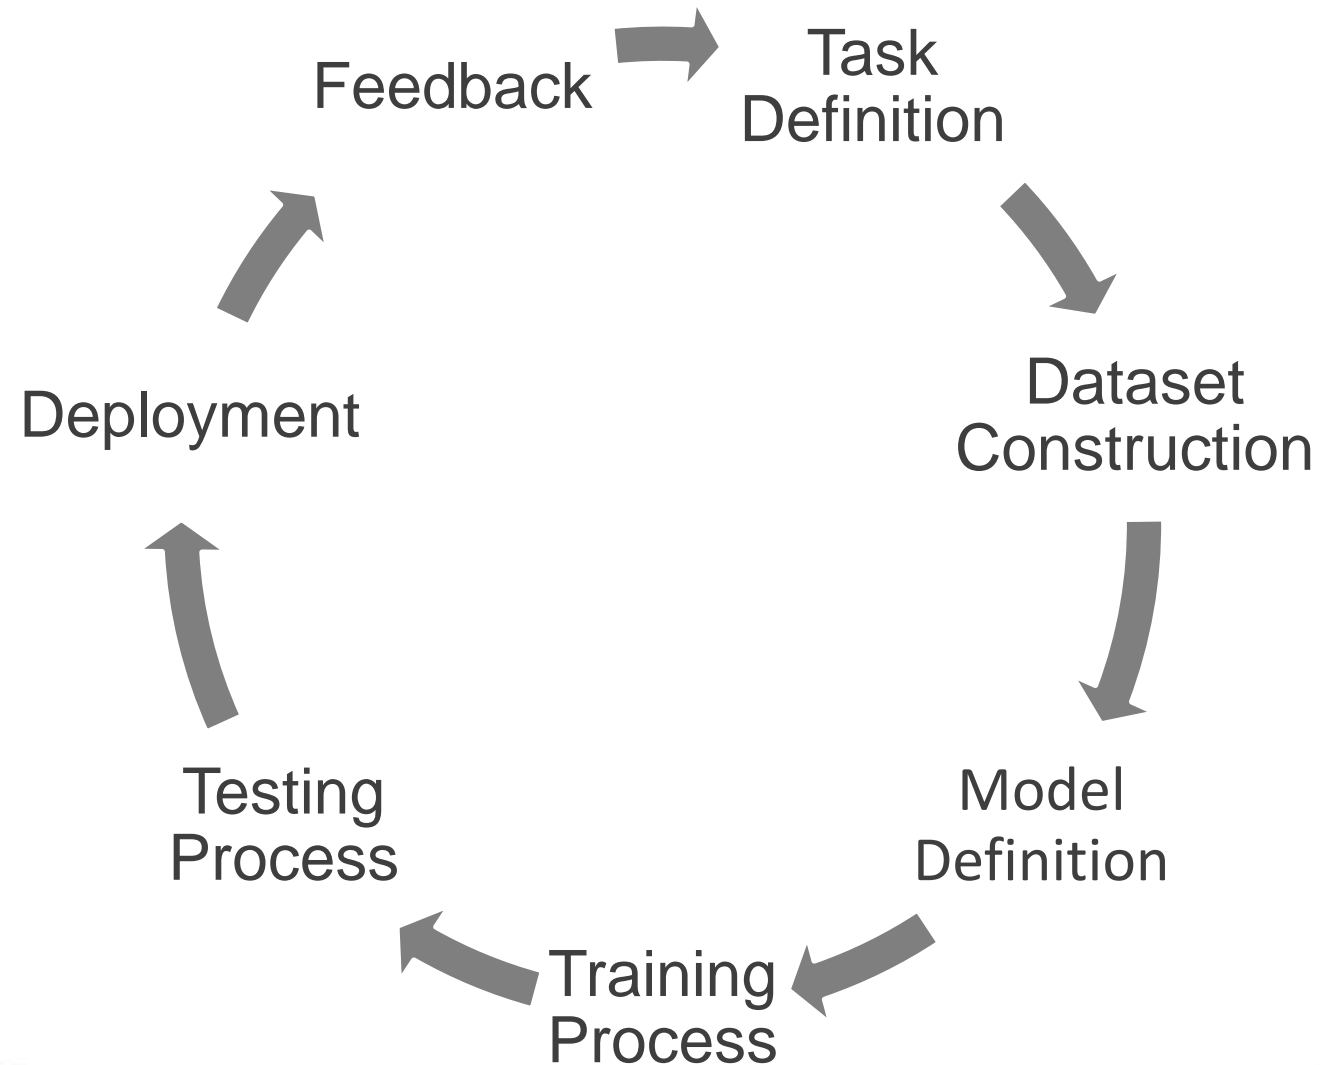 Feedback
Task
Definition
Dataset
Construction
Model
Definition
Training
Process
Testing
Process
Deployment